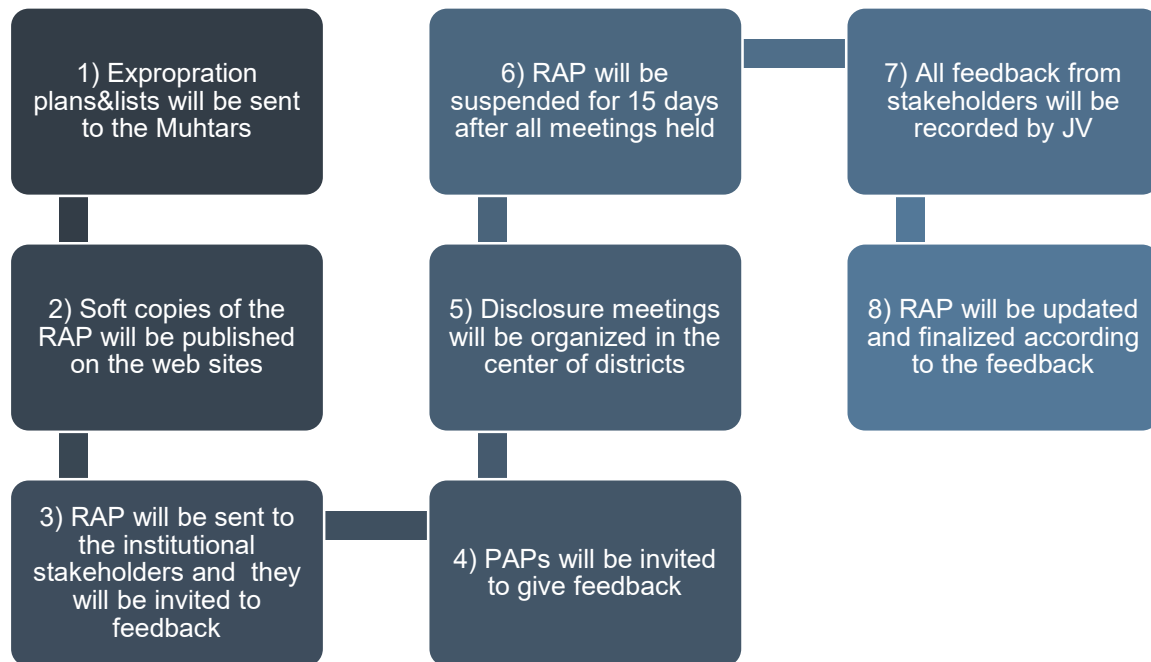 1) Expropration
plans&lists will be sent
to the Muhtars
2) Soft copies of the
RAP will be published
on the web sites
3) RAP will be sent to
the institutional
stakeholders and they
will be invited to
feedback
4) PAPs will be invited
to give feedback
5) Disclosure meetings
will be organized in the
center of districts
6) RAP will be
suspended for 15 days
after all meetings held
7) All feedback from
stakeholders will be
recorded by JV
8) RAP will be updated
and finalized according
to the feedback